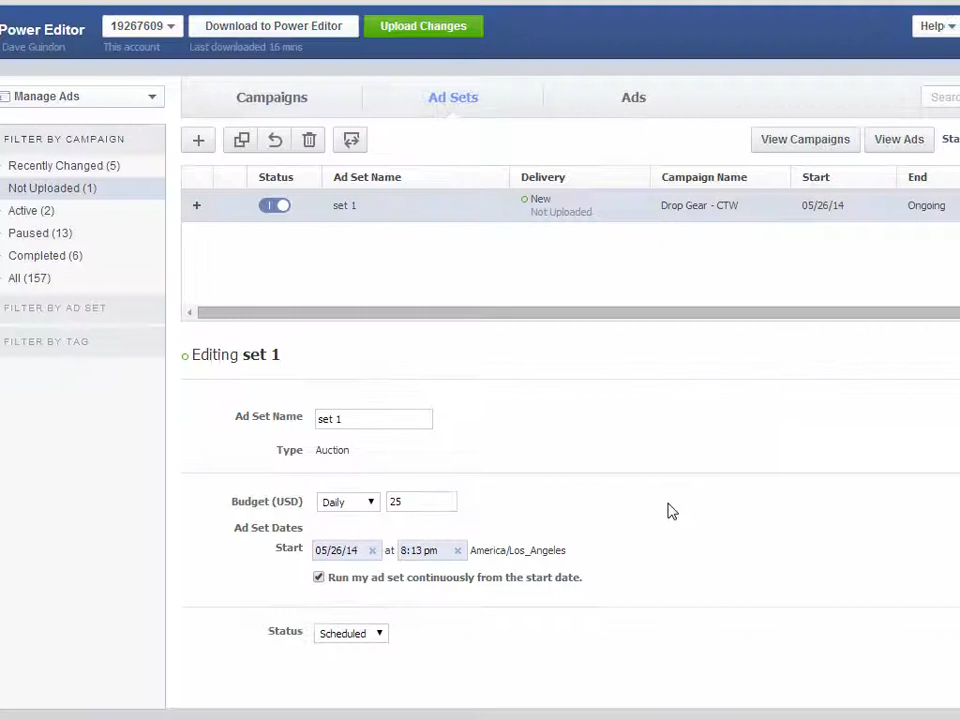 Power Editor
Dave Guindon
19267609
This account
Download to Power Editor
Last downloaded 16 mins
Upload Changes
Help
Manage Ads
Campaigns
Ad Sets
Ads
Searc
FILTER BY CAMPAIGN
Recently Changed (5)
Not Uploaded (1)
Active (2)
Paused (13)
Completed (6)
All (157)
FILTER BY AD SET
FILTER BY TAG
View Campaigns
View Ads
Sta
Status
Ad Set Name
Delivery
Campaign Name
Start
End
set 1
New
Not Uploaded
Drop Gear - CTW
05/26/14
Ongoing
Editing set 1
Ad Set Name
set 1
Type
Auction
Budget (USD)
Daily
25
Ad Set Dates
Start
05/26/14 at 8:13 pm America/Los_Angeles
Run my ad set continuously from the start date.
Status
Scheduled